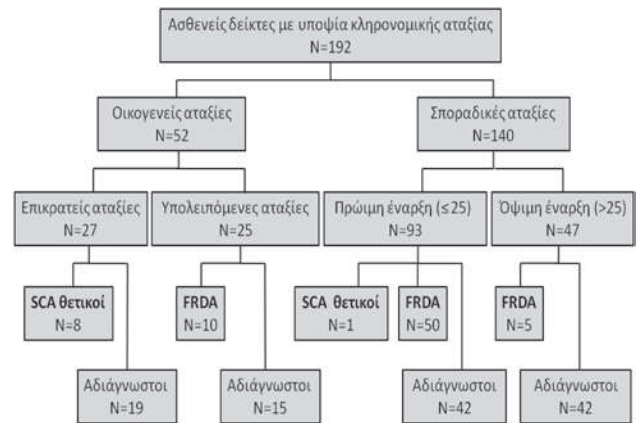 Ασθενείς δείκτες με υποψία κληρονομικής αταξίας
N=192
Οικογενείς αταξίες
N=52
Σποραδικές αταξίες
N=140
Επικρατείς αταξίες
N=27
Υπολειπόμενες αταξίες
N=25
Πρώιμη έναρξη (≤25)
N=93
Όψιμη έναρξη (>25)
N=47
SCA θετικοί
N=8
FRDA
N=10
SCA θετικοί
N=1
FRDA
N=50
FRDA
N=5
Αδιάγνωστοι
N=19
Αδιάγνωστοι
N=15
Αδιάγνωστοι
N=42
Αδιάγνωστοι
N=42